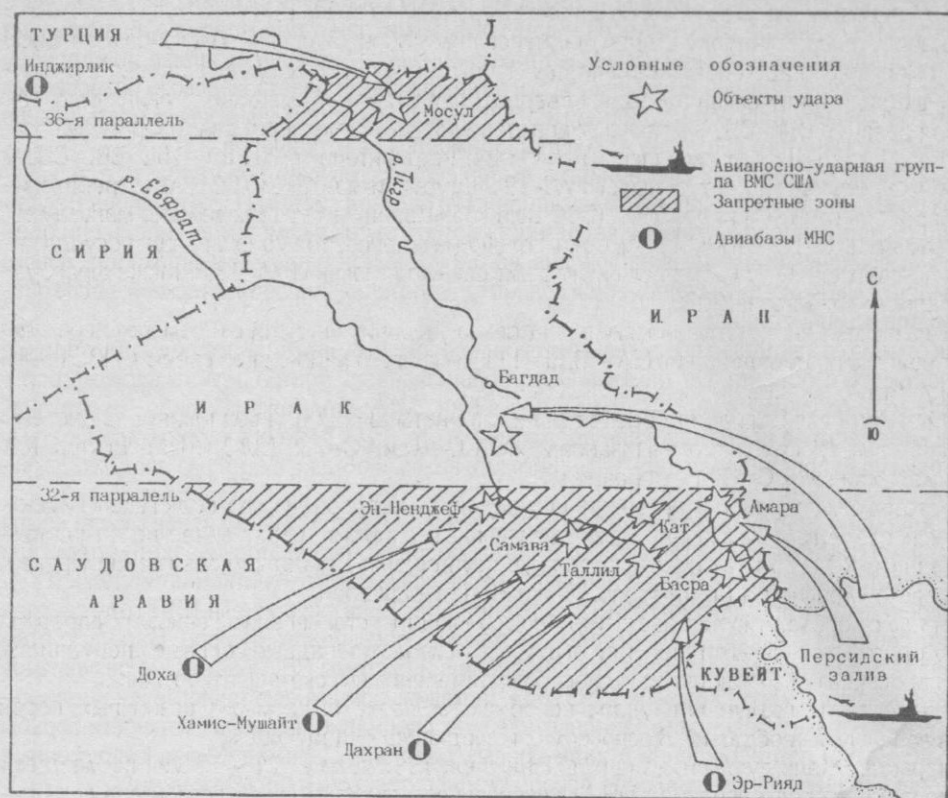 ТУРЦИЯ
Инджирлик
36-я параллель
Мосул
р. Тигр
р. Евфрат
СИРИЯ
Условные обозначения
Объекты удара
Авианосно-ударная груп-
па ВМС США
Запретные зоны
Авиабазы МНС
С
Ю
ИРАН
Багдад
ИРАК
32-я парралель
Эн-Неджеф
Самава
Таллил
Кат
Амара
Басра
САУДОВСКАЯ
АРАВИЯ
Доха
Хамис-Мушайт
Дахран
Эр-Рияд
КУВЕЙТ
Персидский
залив